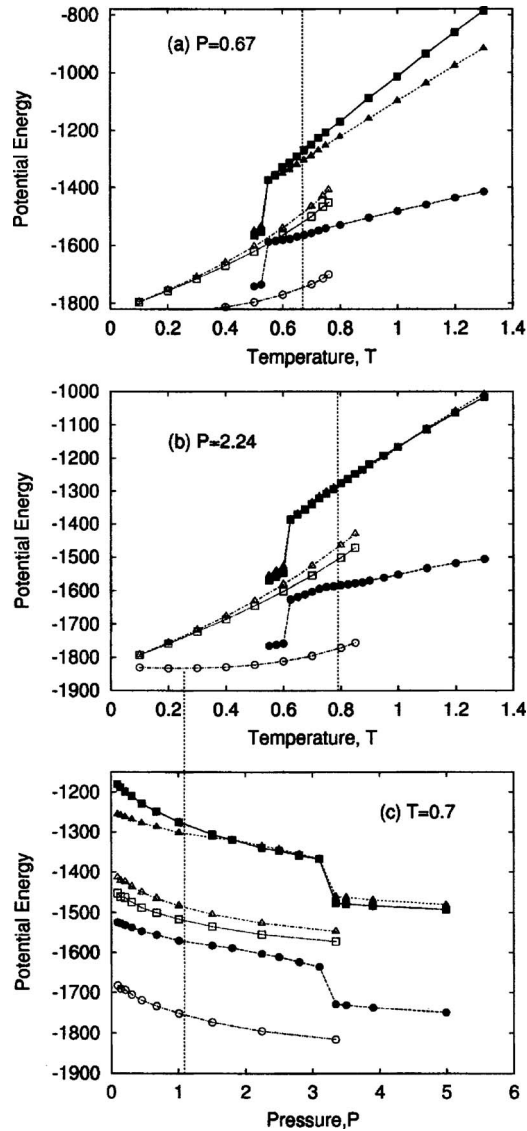 -800
-1000
-1200
-1400
-1600
-1800
Potential Energy
(a) P=0.67
0 0.2 0.4 0.6 0.8 1 1.2 1.4
Temperature, T
-1000
-1100
-1200
-1300
-1400
-1500
-1600
-1700
-1800
-1900
Potential Energy
(b) P=2.24
0 0.2 0.4 0.6 0.8 1 1.2 1.4
Temperature, T
-1200
-1300
-1400
-1500
-1600
-1700
-1800
-1900
Potential Energy
(c) T=0.7
0 1 2 3 4 5 6
Pressure,P